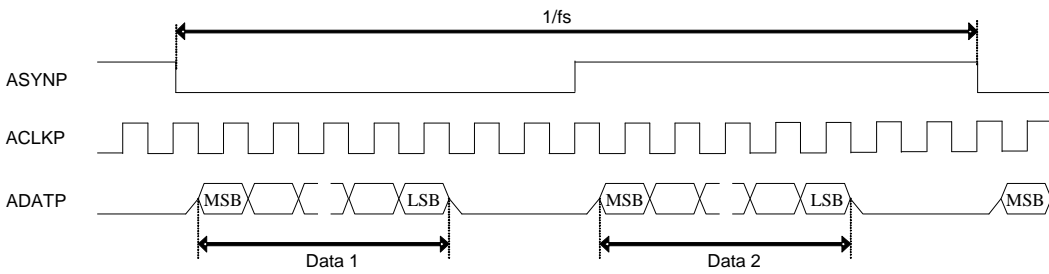 1/fs
ASYNP
ACLKP
ADATP MSB LSB MSB LSB MSB
Data 1 Data 2